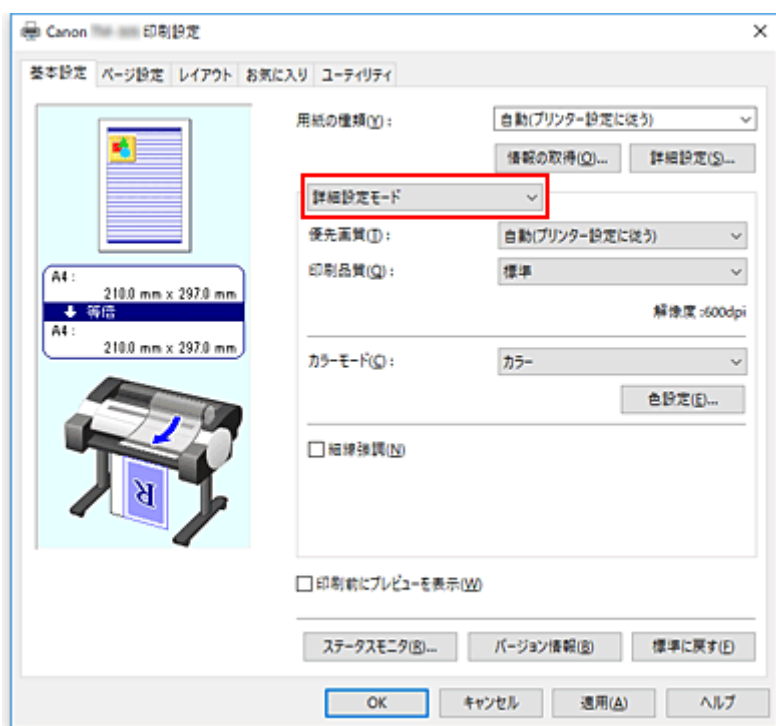 Canon 印刷設定
基本設定 ページ設定 レイアウト お気に入り ユーティリティ
用紙の種類(Y)： 自動(プリンター設定に従う)
情報の取得(O)... 詳細設定(S)...
詳細設定モード
優先画質(T)： 自動(プリンター設定に従う)
印刷品質(Q)： 標準
解像度 :600dpi
カラーモード(C)： カラー
色設定(E)...
細線強調(N)
A4 :
210.0 mm x 297.0 mm
等倍
A4 :
210.0 mm x 297.0 mm
R
印刷前にプレビューを表示(W)
ステータスモニタ(R)... バージョン情報(B) 標準に戻す(F)
OK キャンセル 適用(A) ヘルプ